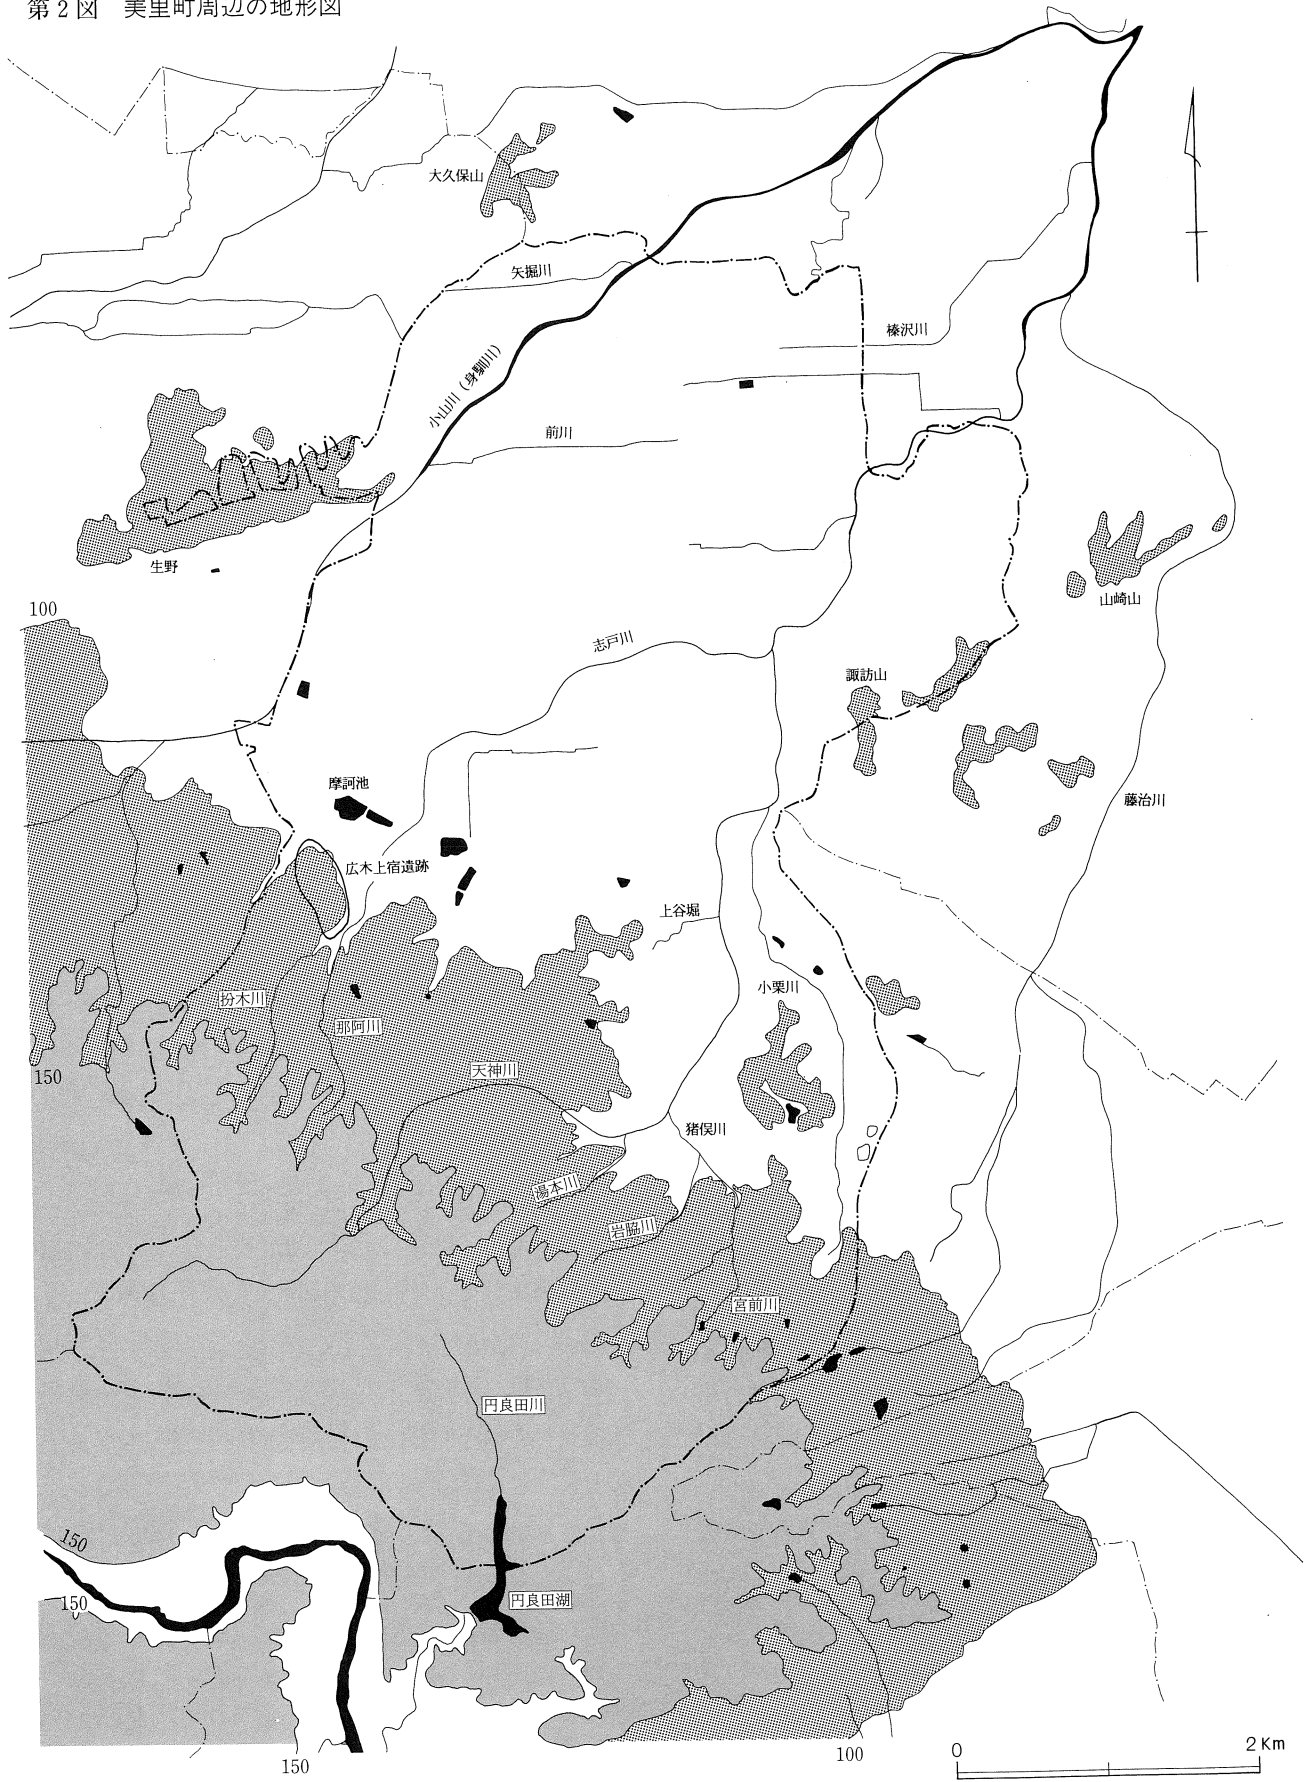 第2図 美里町周辺の地形図
大久保山
矢掘川
榛沢川
小山川(身馴川)
前川
生野
山崎山
100
志戸川
諏訪山
摩訶池
藤治川
広木上宿遺跡
上谷堀
小栗川
扮木川
那阿川
天神川
150
猪俣川
湯本川
岩脇川
宮前川
円良田川
150
150
円良田湖
0 2Km
100
150